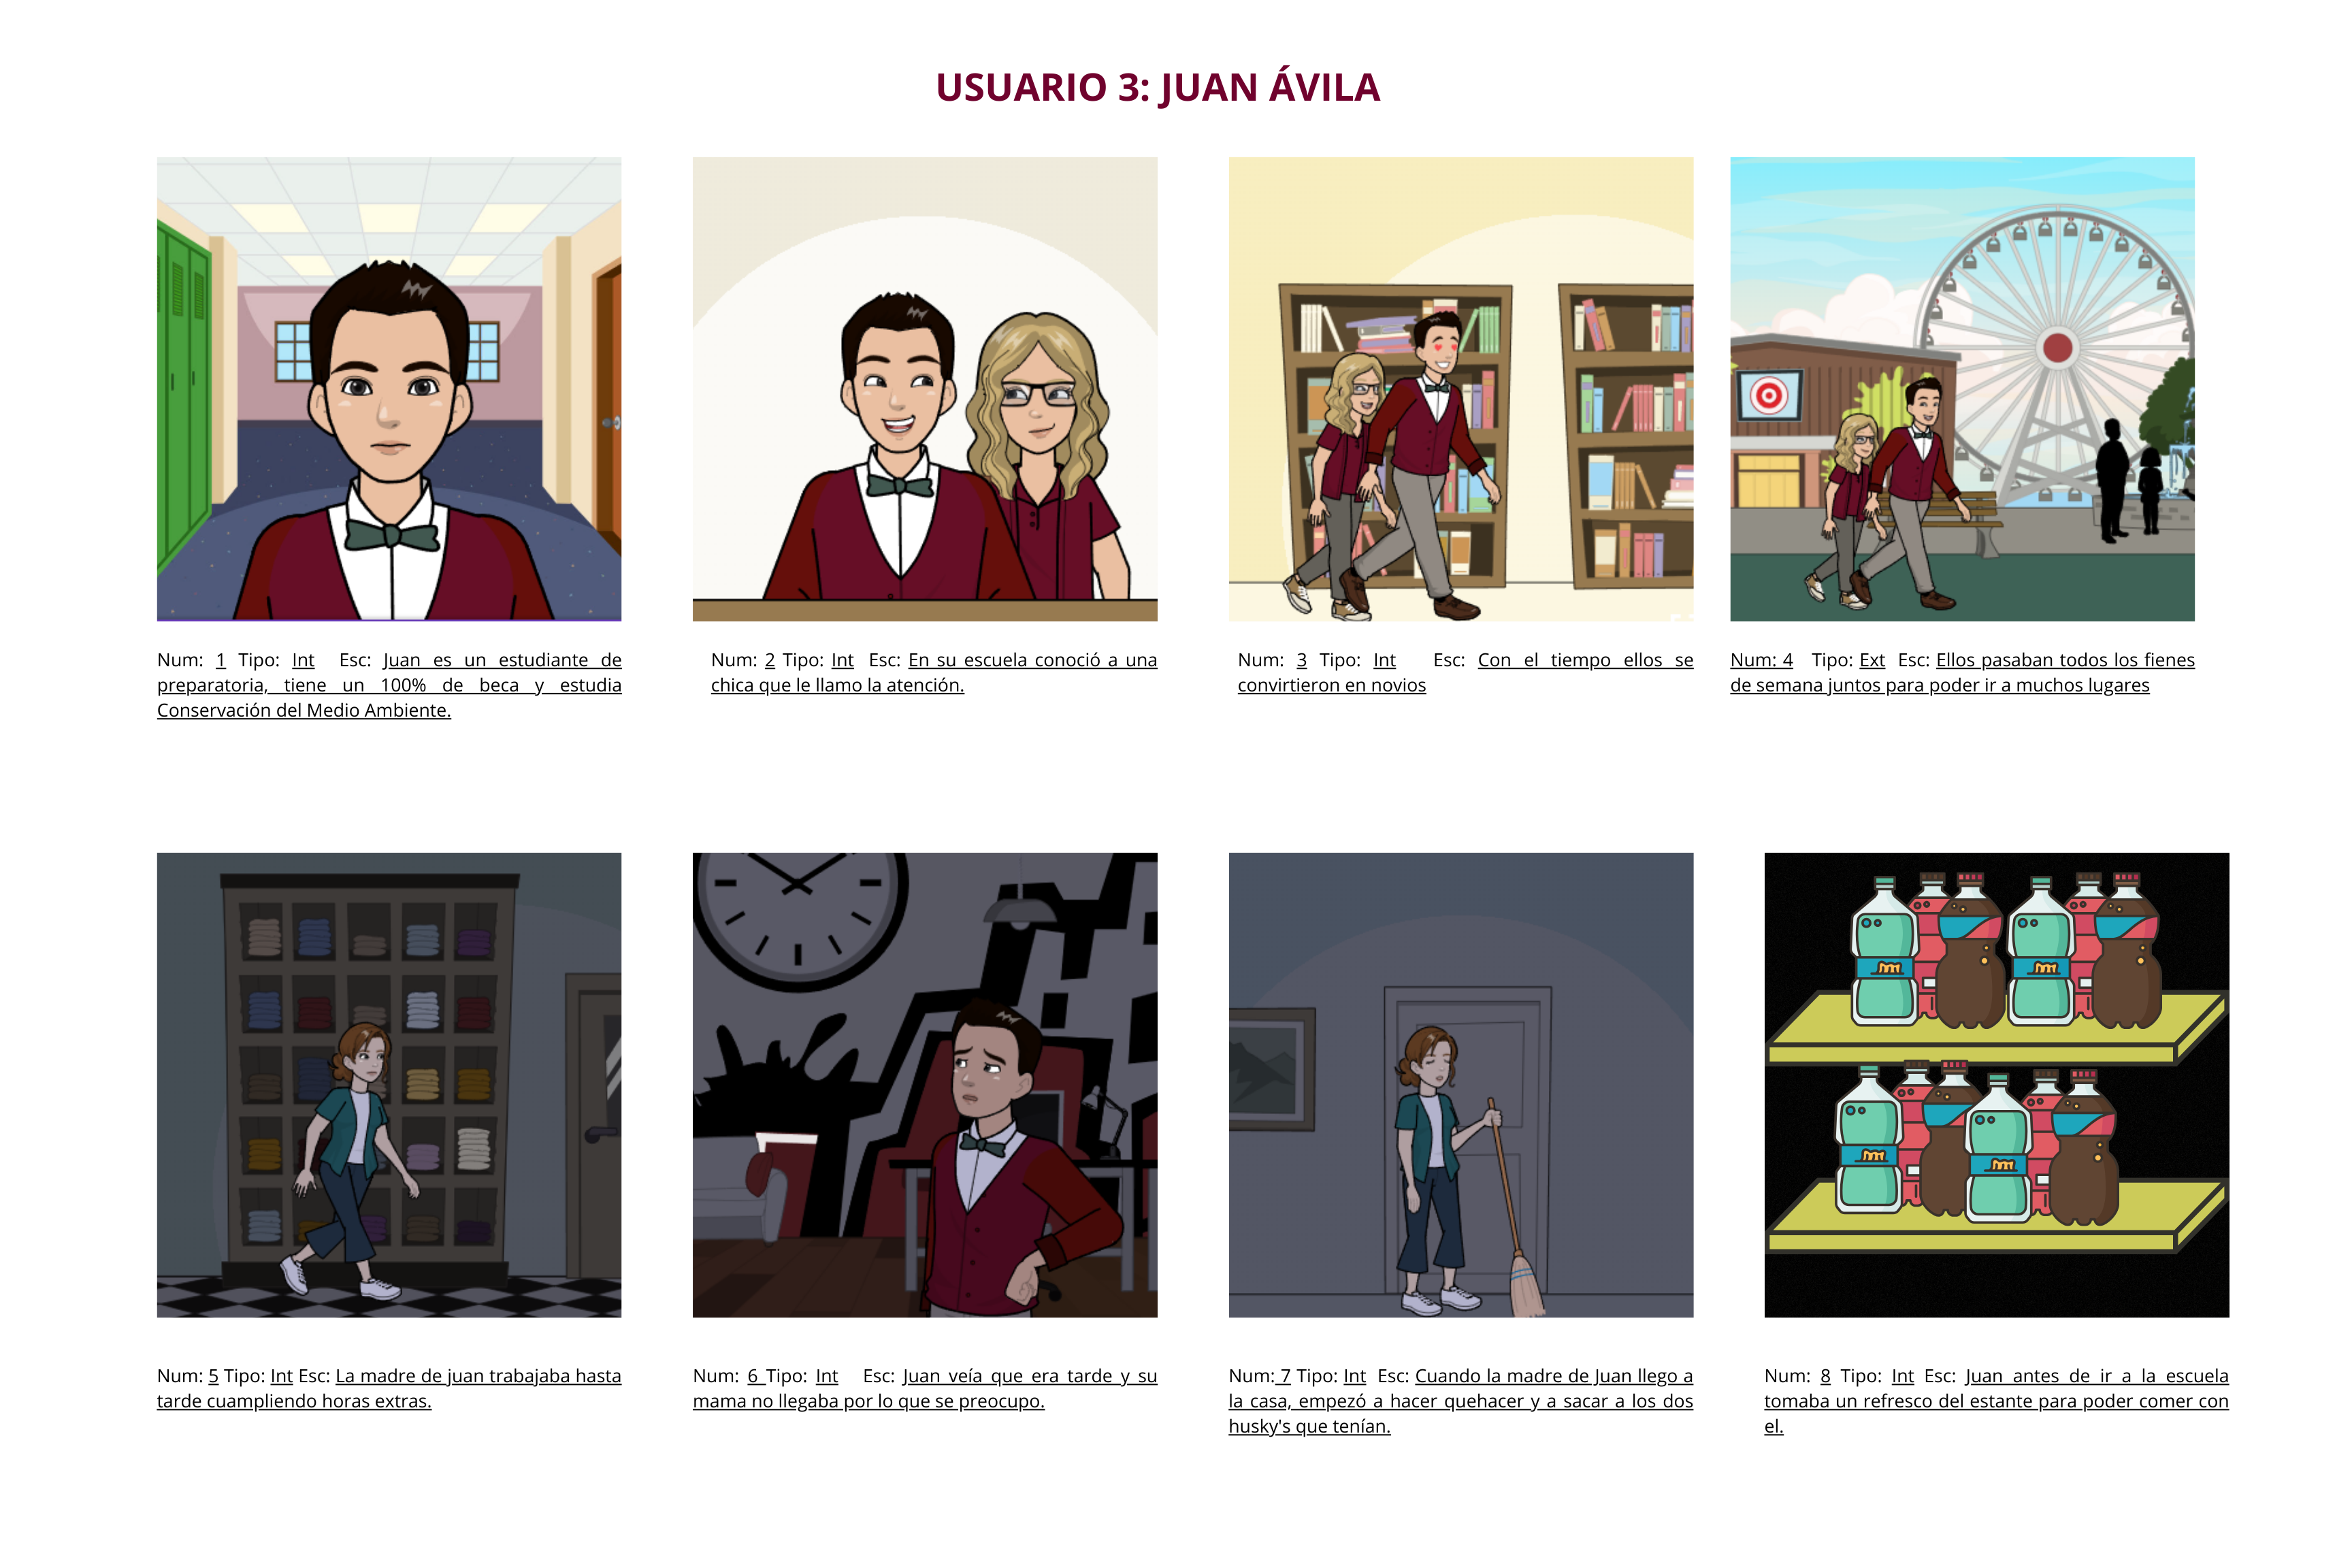 USUARIO 3: JUAN ÁVILA
Num: 1 Tipo: Int Esc: Juan es un estudiante de
preparatoria, tiene un 100% de beca y estudia
Conservación del Medio Ambiente.
Num: 2 Tipo: Int Esc: En su escuela conoció a una
chica que le llamo la atención.
Num: 3 Tipo: Int Esc: Con el tiempo ellos se
convirtieron en novios
Num: 4 Tipo: Ext Esc: Ellos pasaban todos los fienes
de semana juntos para poder ir a muchos lugares
Num: 5 Tipo: Int Esc: La madre de juan trabajaba hasta
tarde cuampliendo horas extras.
Num: 6 Tipo: Int Esc: Juan veía que era tarde y su
mama no llegaba por lo que se preocupo.
Num: 7 Tipo: Int Esc: Cuando la madre de Juan llego a
la casa, empezó a hacer quehacer y a sacar a los dos
husky's que tenían.
Num: 8 Tipo: Int Esc: Juan antes de ir a la escuela
tomaba un refresco del estante para poder comer con
el.